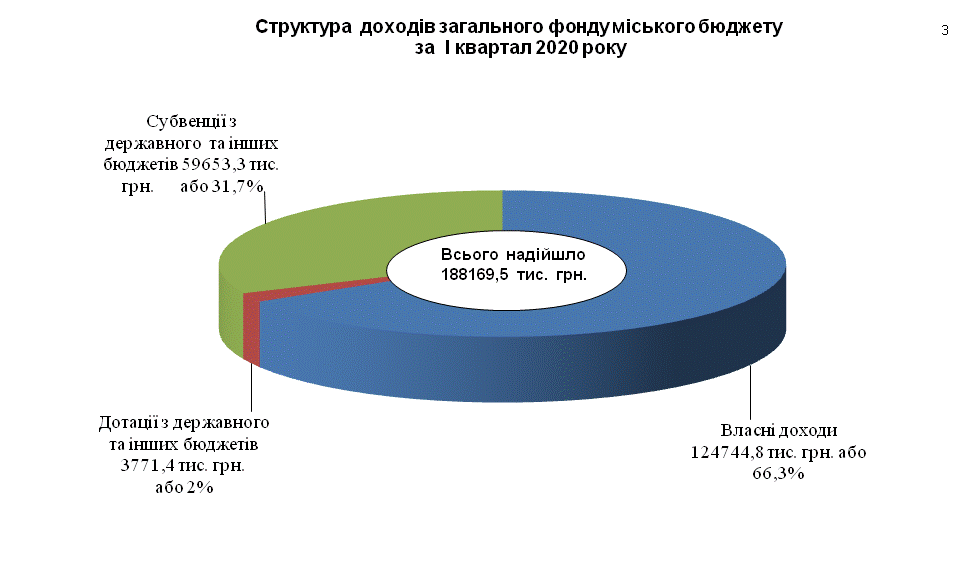 Структура доходів загального фонду міського бюджету
за І квартал 2020 року
3
Субвенції з
державного та інших
бюджетів 59653,3 тис.
грн. або 31,7%
Всього надійшло
188169,5 тис. грн.
Дотації з державного
та інших бюджетів
3771,4 тис. грн.
або 2%
Власні доходи
124744,8 тис. грн. або
66,3%